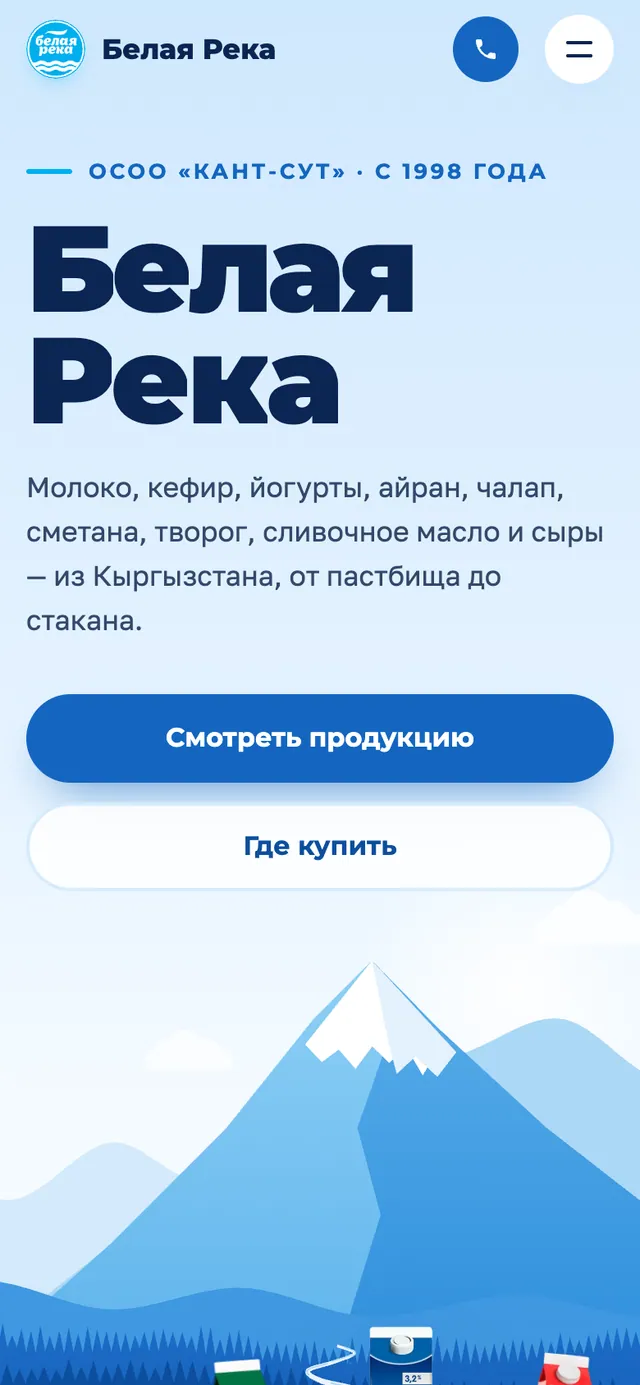 белая
река
Белая Река
ОСОО «КАНТ-СУТ» · С 1998 ГОДА
Белая
Река
Молоко, кефир, йогурты, айран, чалап,
сметана, творог, сливочное масло и сыры
— из Кыргызстана, от пастбища до
стакана.
Смотреть продукцию
Где купить
3,2%